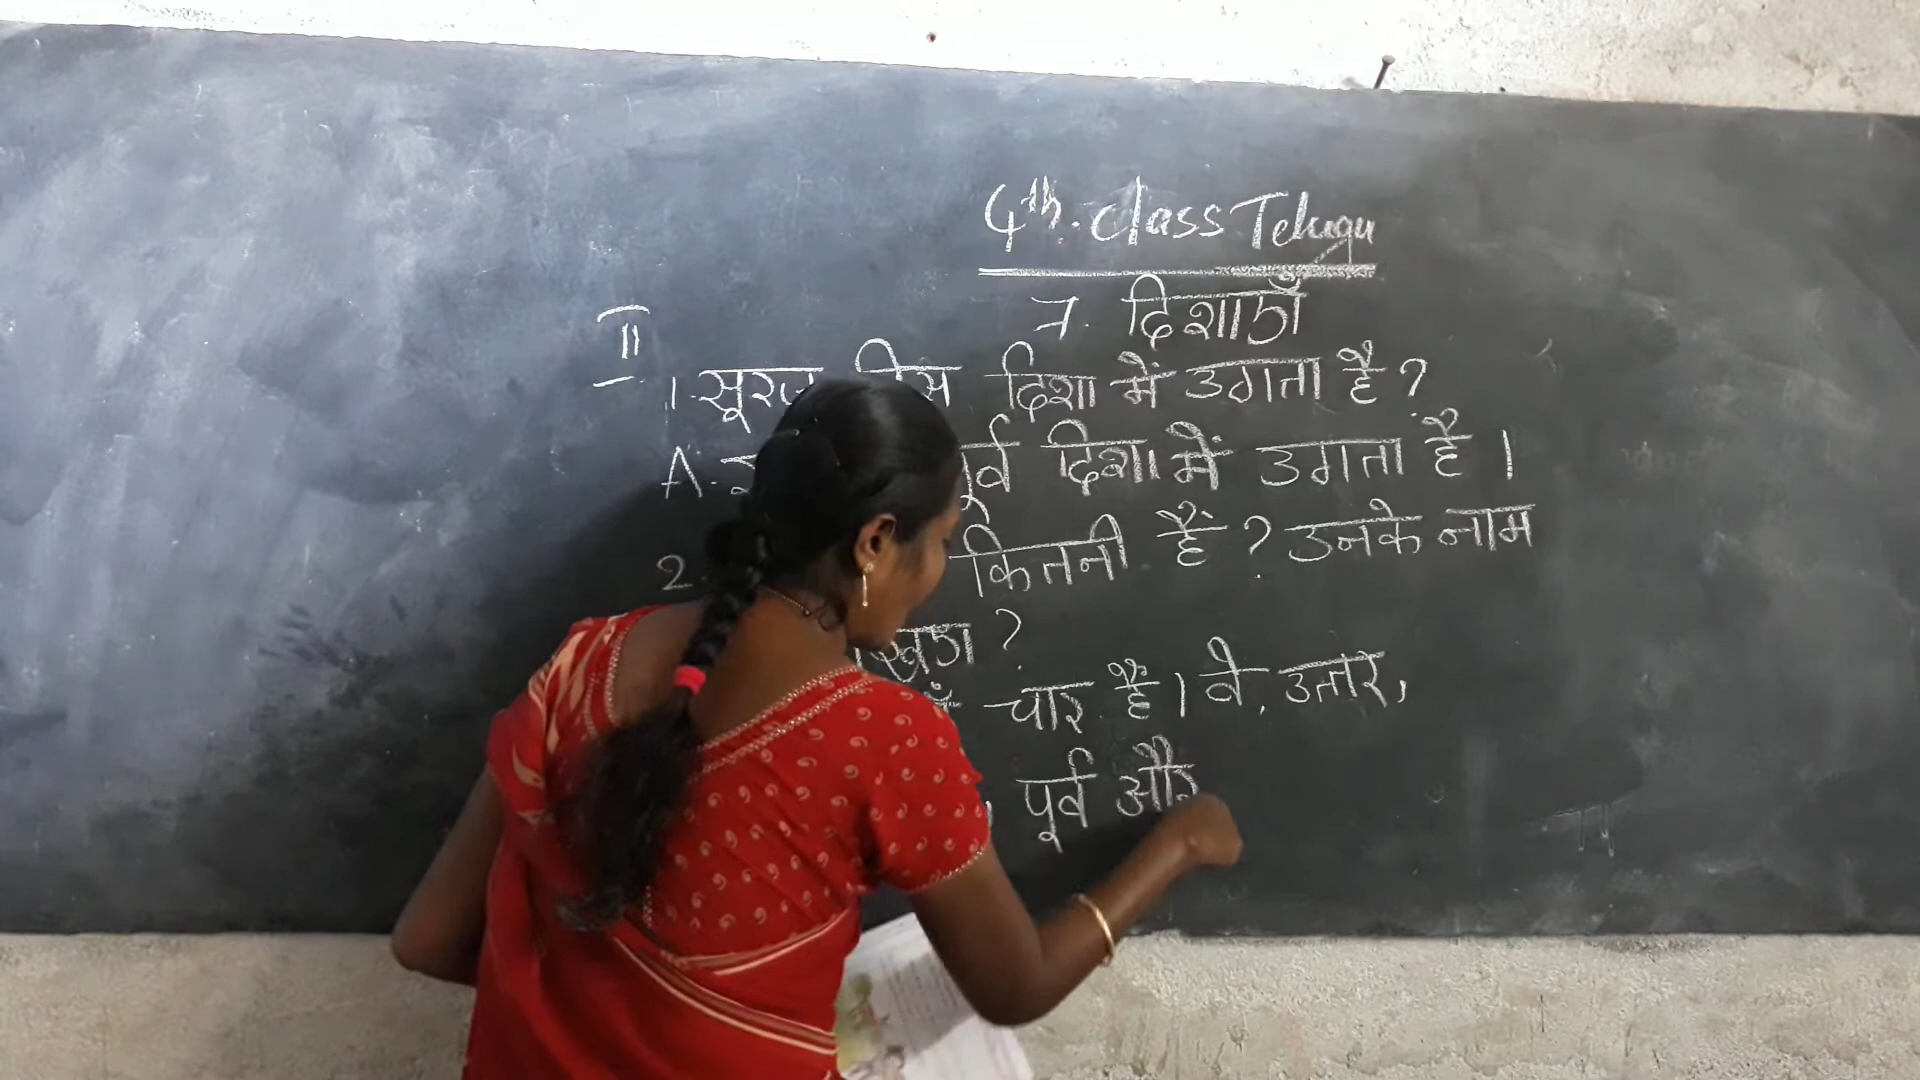 4th. class Telugu
7. दिशाएँ
II
1. सूरज किस दिशा में उगता है?
A. पूर्व दिशा में उगता है।
2. कितनी हैं? उनके नाम
?
चार हैं। वे, उत्तर,
पूर्व और